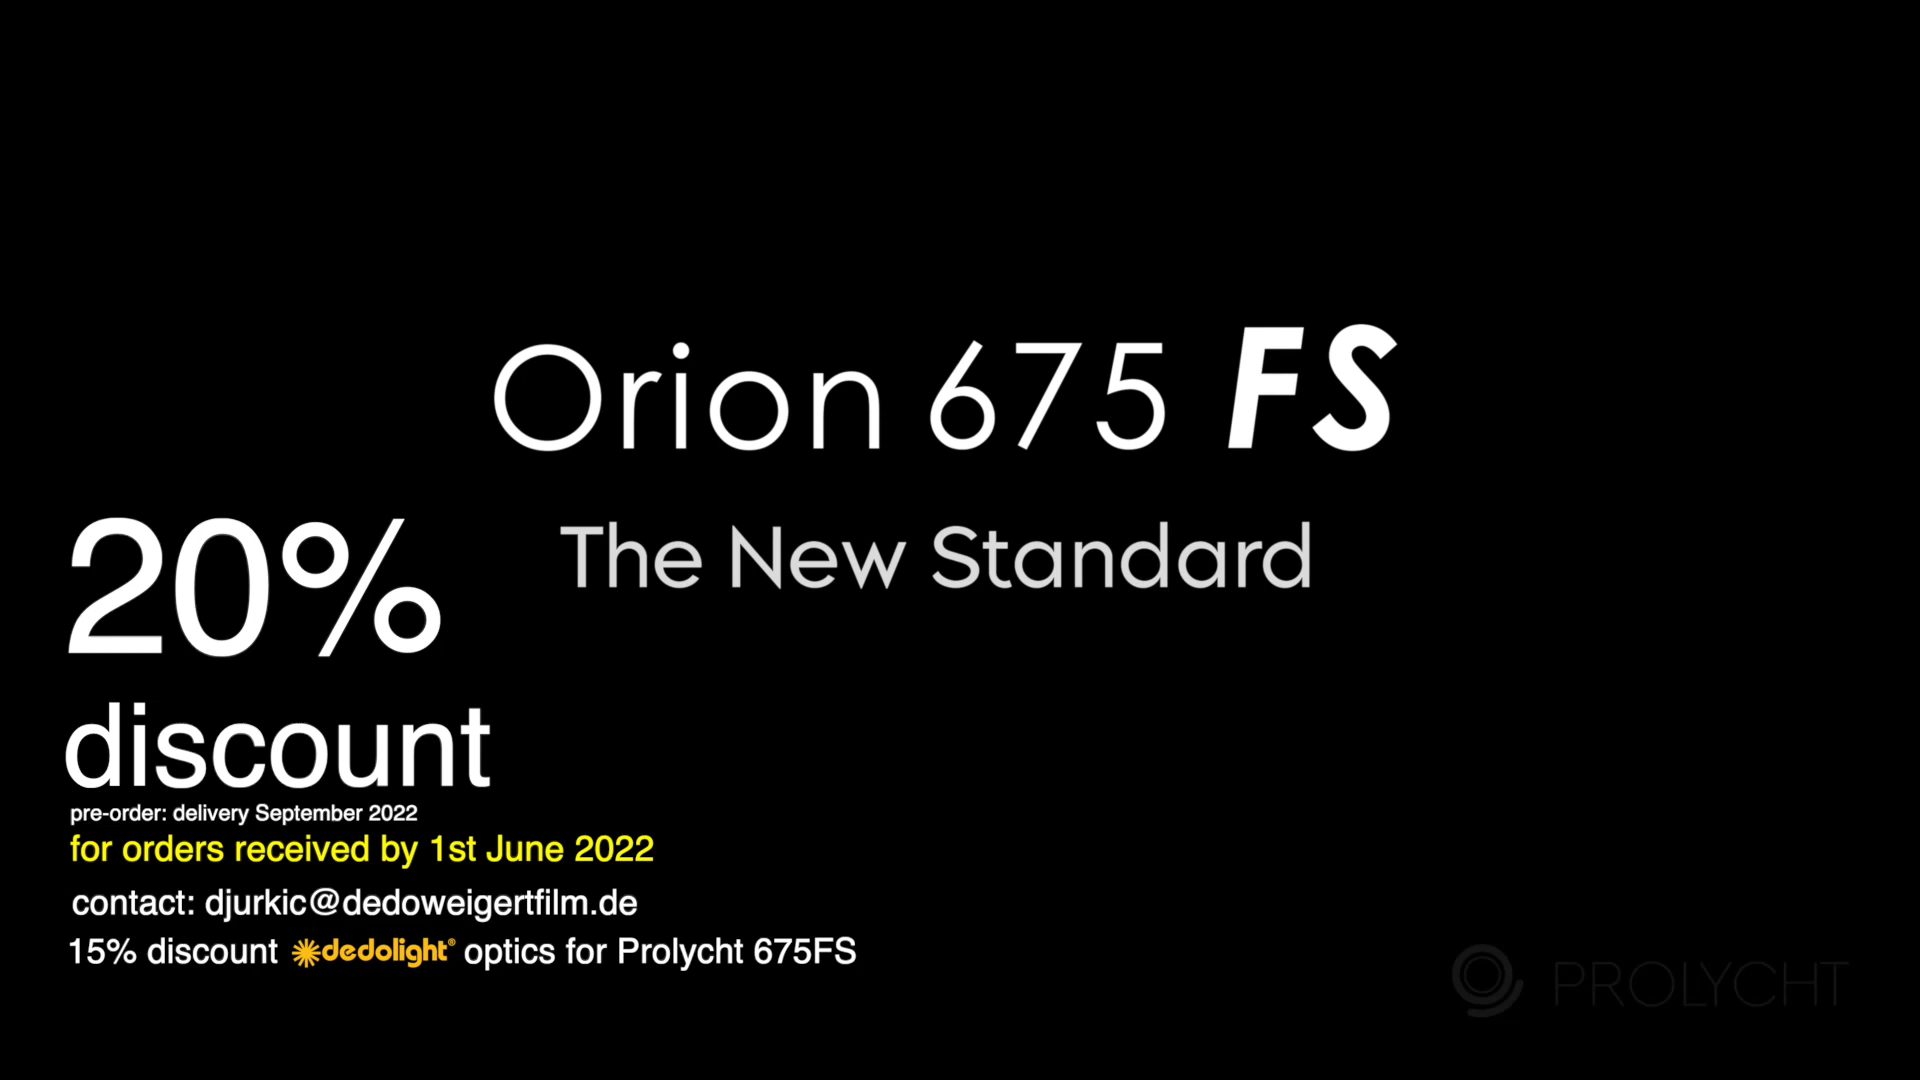 Orion 675 FS
The New Standard
20%
discount
pre-order: delivery September 2022
for orders received by 1st June 2022
contact: djurkic@dedoweigertfilm.de
15% discount dedolight® optics for Prolycht 675FS
PROLYCHT